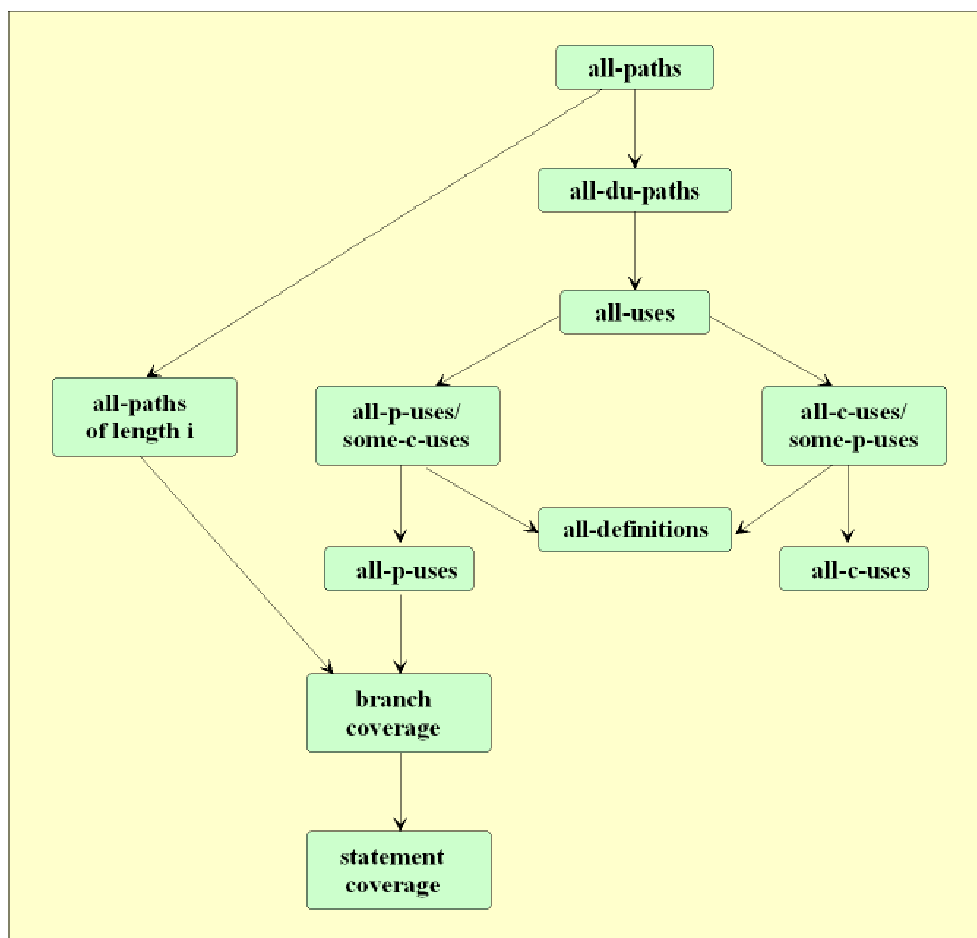 all-paths
all-du-paths
all-uses
all-paths
of length i
all-p-uses/
some-c-uses
all-c-uses/
some-p-uses
all-definitions
all-p-uses
all-c-uses
branch
coverage
statement
coverage